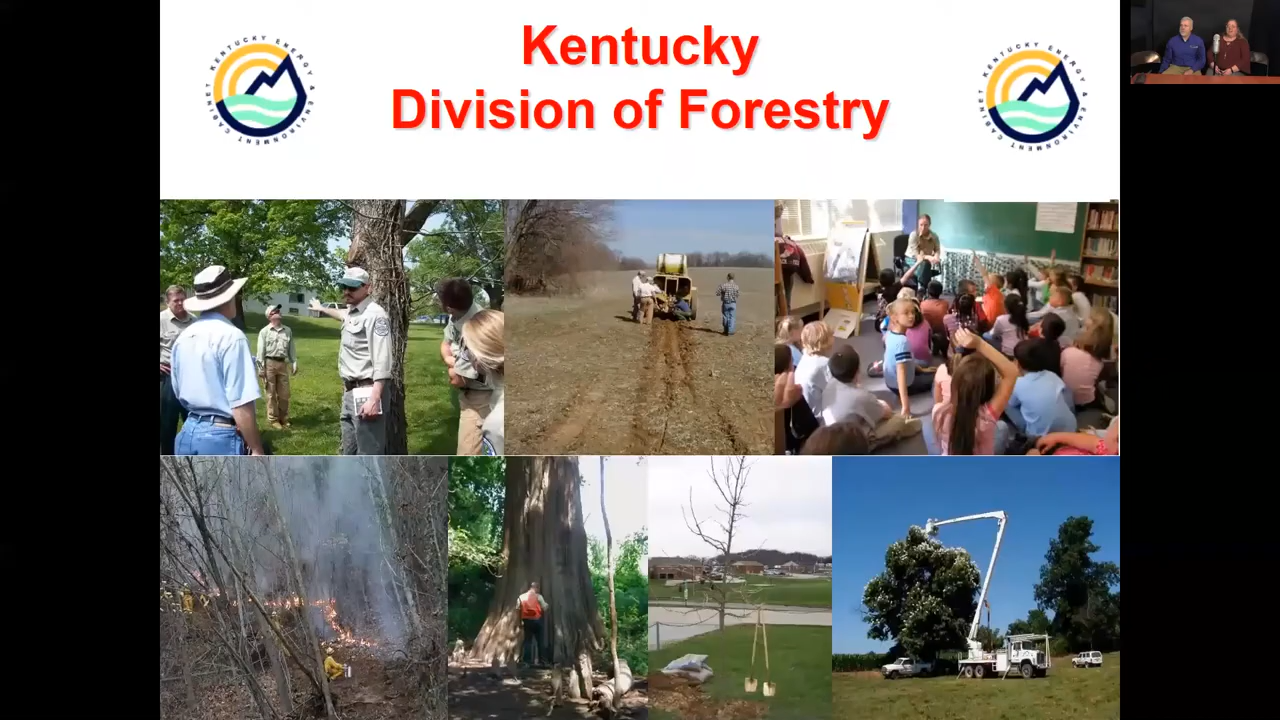 Kentucky
Division of Forestry
KENTUCKY ENERGY & ENVIRONMENT CABINET
KENTUCKY ENERGY & ENVIRONMENT CABINET